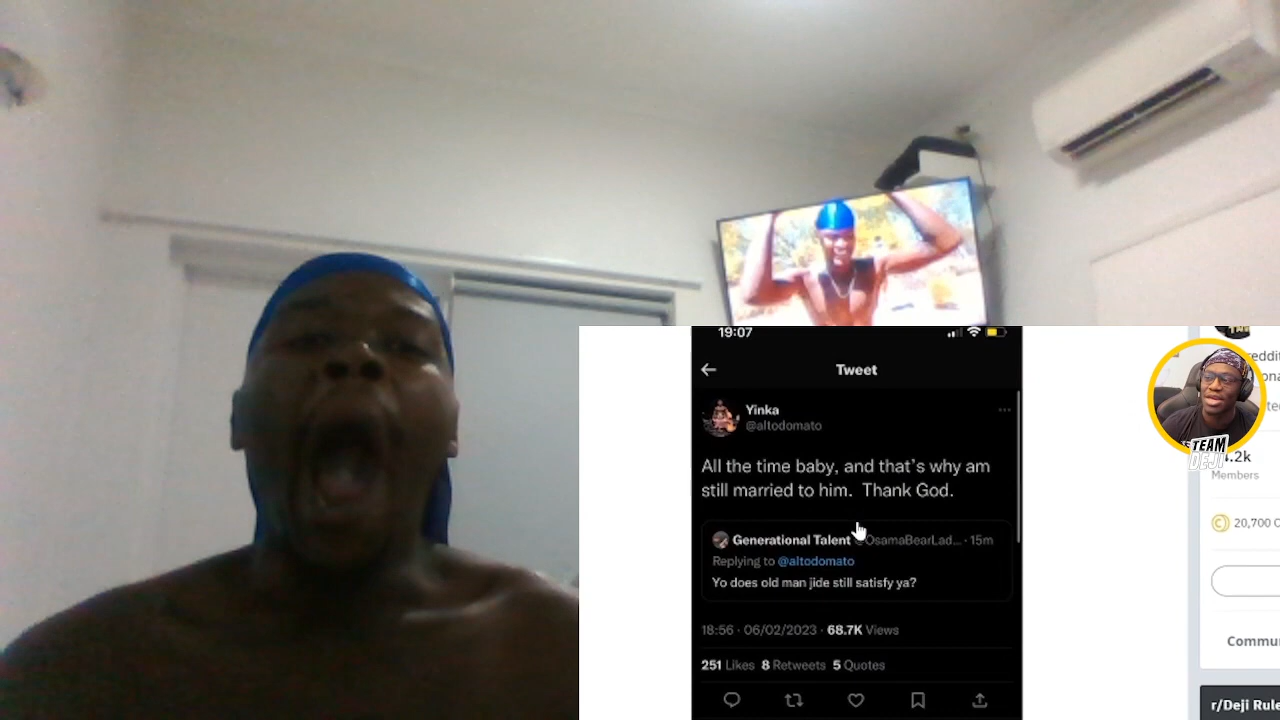 19:07
Tweet
Yinka
@altodomato
All the time baby, and that's why am
still married to him. Thank God.
Generational Talent @OsamaBearLad... · 15m
Replying to @altodomato
Yo does old man jide still satisfy ya?
18:56 · 06/02/2023 · 68.7K Views
251 Likes 8 Retweets 5 Quotes
TEAM
DEJI
.2k
Members
20,700 C
Commu
r/Deji Rule